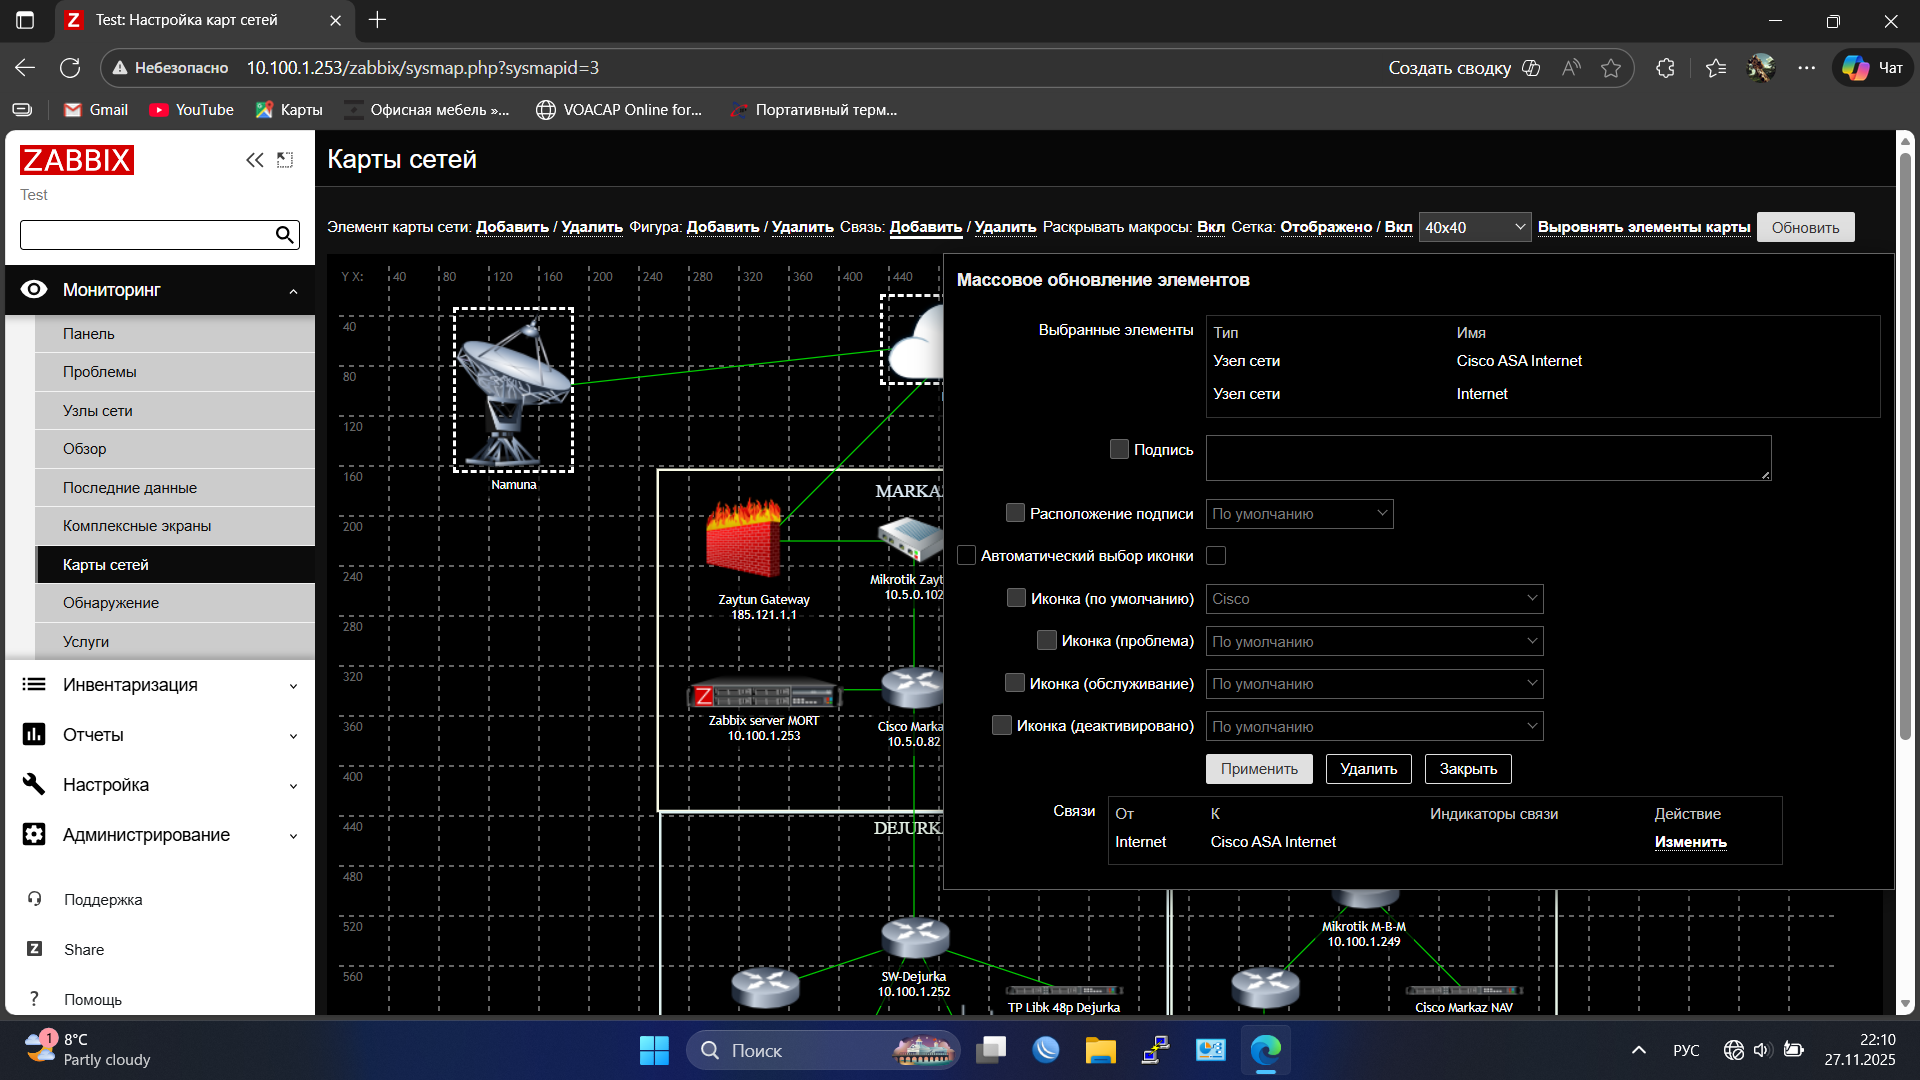 Test: Настройка карт сетей
Небезопасно 10.100.1.253/zabbix/sysmap.php?sysmapid=3
Создать сводку
Чат
Gmail
YouTube
Карты
Офисная мебель »...
VOACAP Online for...
Портативный терм...
ZABBIX
Test
Мониторинг
Панель
Проблемы
Узлы сети
Обзор
Последние данные
Комплексные экраны
Карты сетей
Обнаружение
Услуги
Инвентаризация
Отчеты
Настройка
Администрирование
Поддержка
Share
Помощь
Карты сетей
Элемент карты сети: Добавить / Удалить Фигура: Добавить / Удалить Связь: Добавить / Удалить Раскрывать макросы: Вкл Сетка: Отображено / Вкл 40x40 Выровнять элементы карты Обновить
Y X: 40 80 120 160 200 240 280 320 360 400 440
40
80
120
160
200
240
280
320
360
400
440
480
520
560
Namuna
MARKA
Zaytun Gateway
185.121.1.1
Mikrotik Zayt
10.5.0.102
Zabbix server MORT
10.100.1.253
Cisco Marka
10.5.0.82
DEJURK
SW-Dejurka
10.100.1.252
TP Libk 48p Dejurka
Mikrotik M-B-M
10.100.1.249
Cisco Markaz NAV
Массовое обновление элементов
Выбранные элементы
Тип Имя
Узел сети Cisco ASA Internet
Узел сети Internet
Подпись
Расположение подписи По умолчанию
Автоматический выбор иконки
Иконка (по умолчанию) Cisco
Иконка (проблема) По умолчанию
Иконка (обслуживание) По умолчанию
Иконка (деактивировано) По умолчанию
Применить Удалить Закрыть
Связи
От К Индикаторы связи Действие
Internet Cisco ASA Internet Изменить
1
8°C
Partly cloudy
Поиск
РУС
22:10
27.11.2025